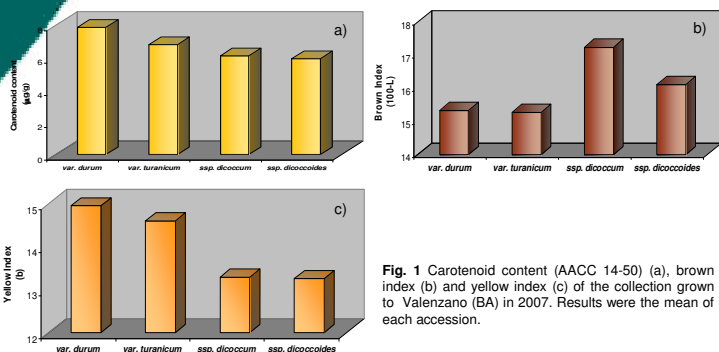 a)
Carotenoid content
(µg/g)
8
6
4
2
0
var. durum var. turanicum ssp. dicoccum ssp. dicoccoides
b)
Brown Index
(100-L)
18
17
16
15
14
var. durum var. turanicum ssp. dicoccum ssp. dicoccoides
c)
Yellow Index
(b)
15
14
13
12
var. durum var. turanicum ssp. dicoccum ssp. dicoccoides
Fig. 1 Carotenoid content (AACC 14-50) (a), brown
index (b) and yellow index (c) of the collection grown
to Valenzano (BA) in 2007. Results were the mean of
each accession.